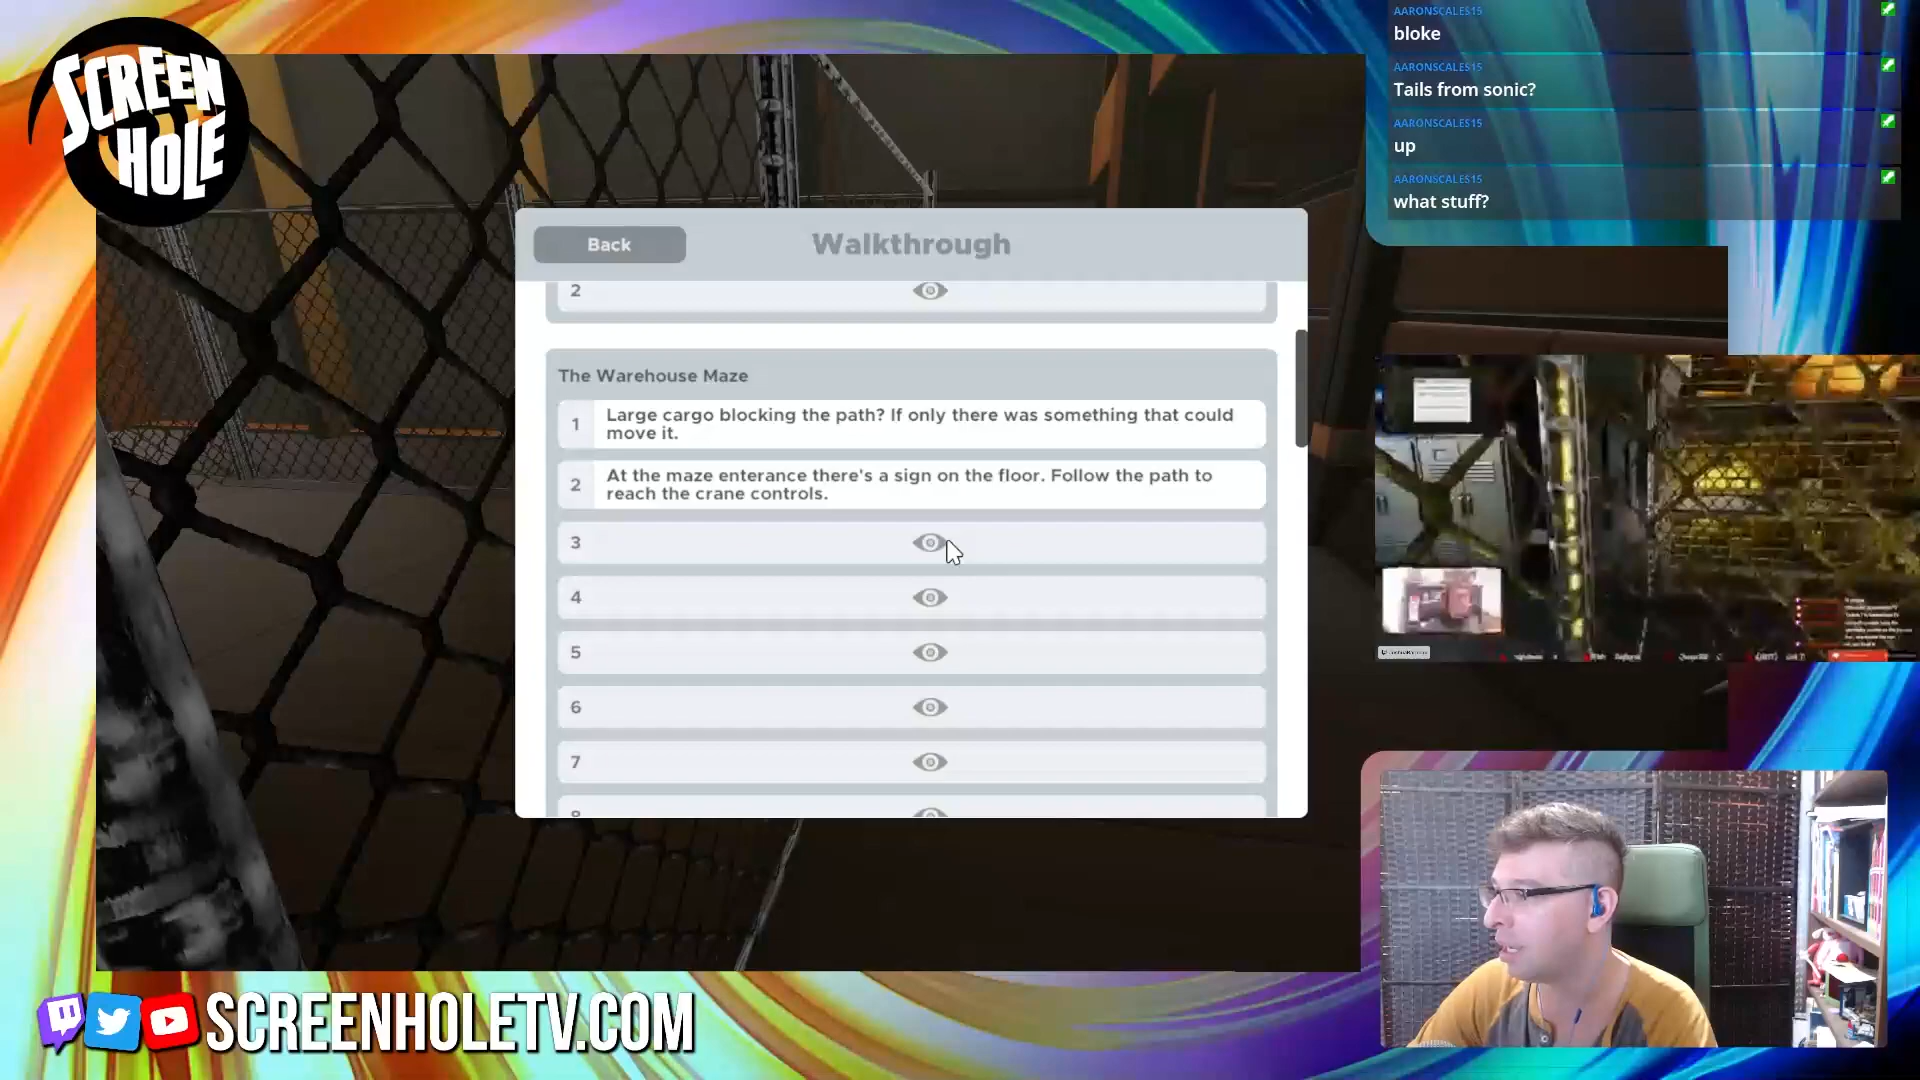 SCREEN
HOLE
AARONSCALES15
bloke
AARONSCALES15
Tails from sonic?
AARONSCALES15
up
AARONSCALES15
what stuff?
Back
Walkthrough
2
The Warehouse Maze
1
Large cargo blocking the path? If only there was something that could
move it.
2
At the maze enterance there's a sign on the floor. Follow the path to
reach the crane controls.
3
4
5
6
7
8
SCREENHOLETV.COM